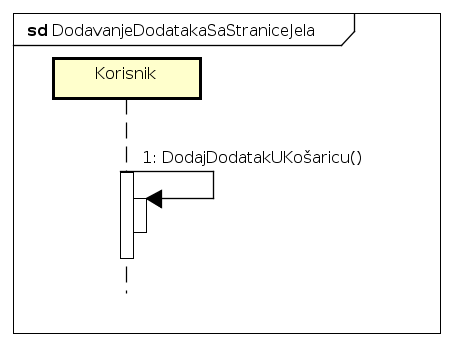 sd DodavanjeDodatakaSaStraniceJela
Korisnik
1: DodajDodatakUKošaricu()